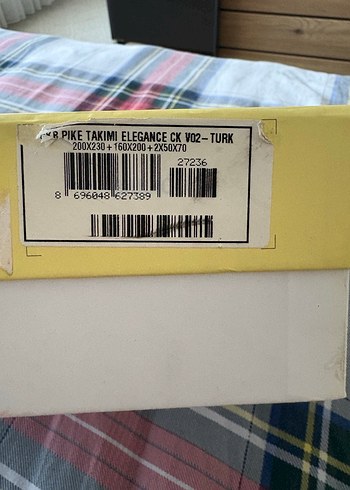 PIKE TAKIMI ELEGANCE CK V02-TURK
200X230+160X200+2X50X70
27236
8 696048 627389